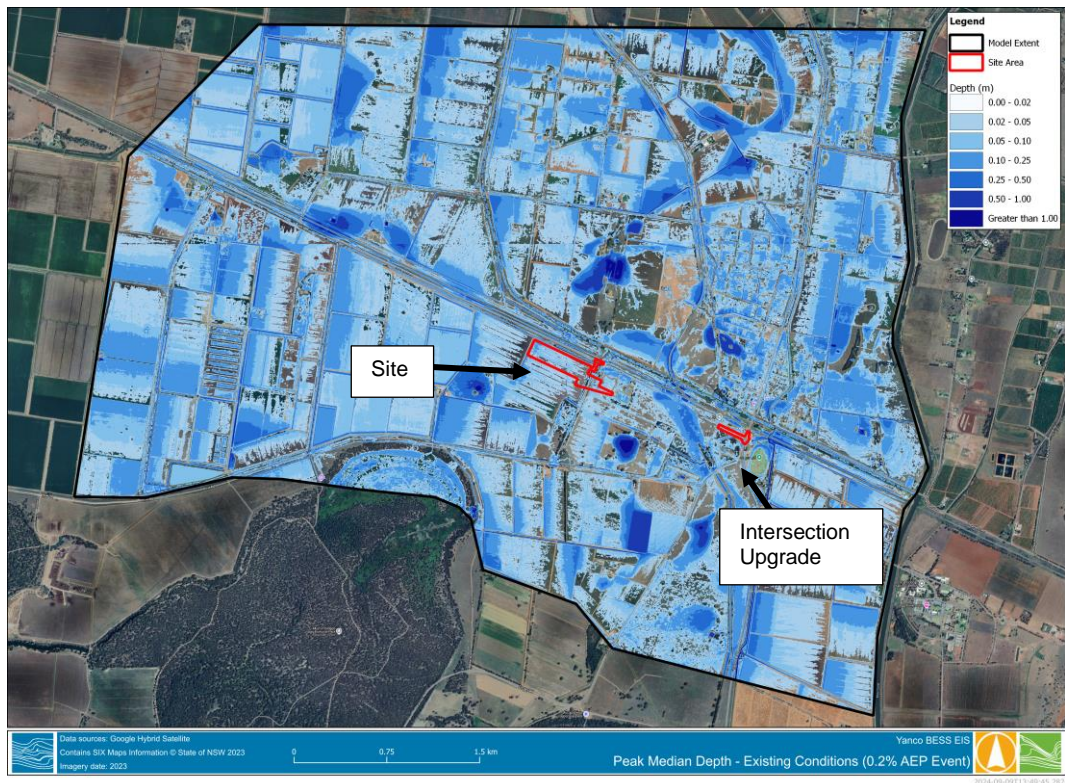 Legend
Model Extent
Site Area
Depth (m)
0.00 - 0.02
0.02 - 0.05
0.05 - 0.10
0.10 - 0.25
0.25 - 0.50
0.50 - 1.00
Greater than 1.00
Site
Intersection
Upgrade
Data sources: Google Hybrid Satellite
Contains SIX Maps Information © State of NSW 2023
Imagery date: 2023
0 0.75 1.5 km
Yanco BESS EIS
Peak Median Depth - Existing Conditions (0.2% AEP Event)